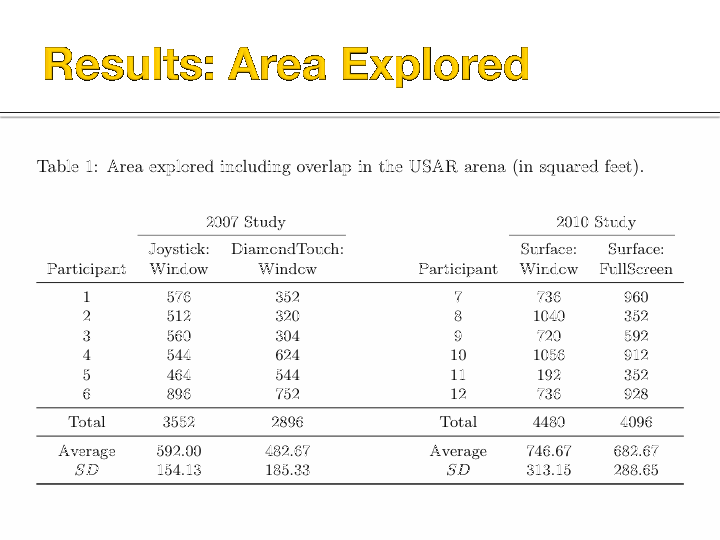 Results: Area Explored
Table 1: Area explored including overlap in the USAR arena (in squared feet).
2007 Study 2010 Study
Joystick: DiamondTouch: Surface: Surface:
Participant Window Window Participant Window FullScreen
1 576 352 7 736 960
2 512 320 8 1040 352
3 560 304 9 720 592
4 544 624 10 1056 912
5 464 544 11 192 352
6 896 752 12 736 928
Total 3552 2896 Total 4480 4096
Average 592.00 482.67 Average 746.67 682.67
SD 154.13 185.33 SD 313.15 288.65